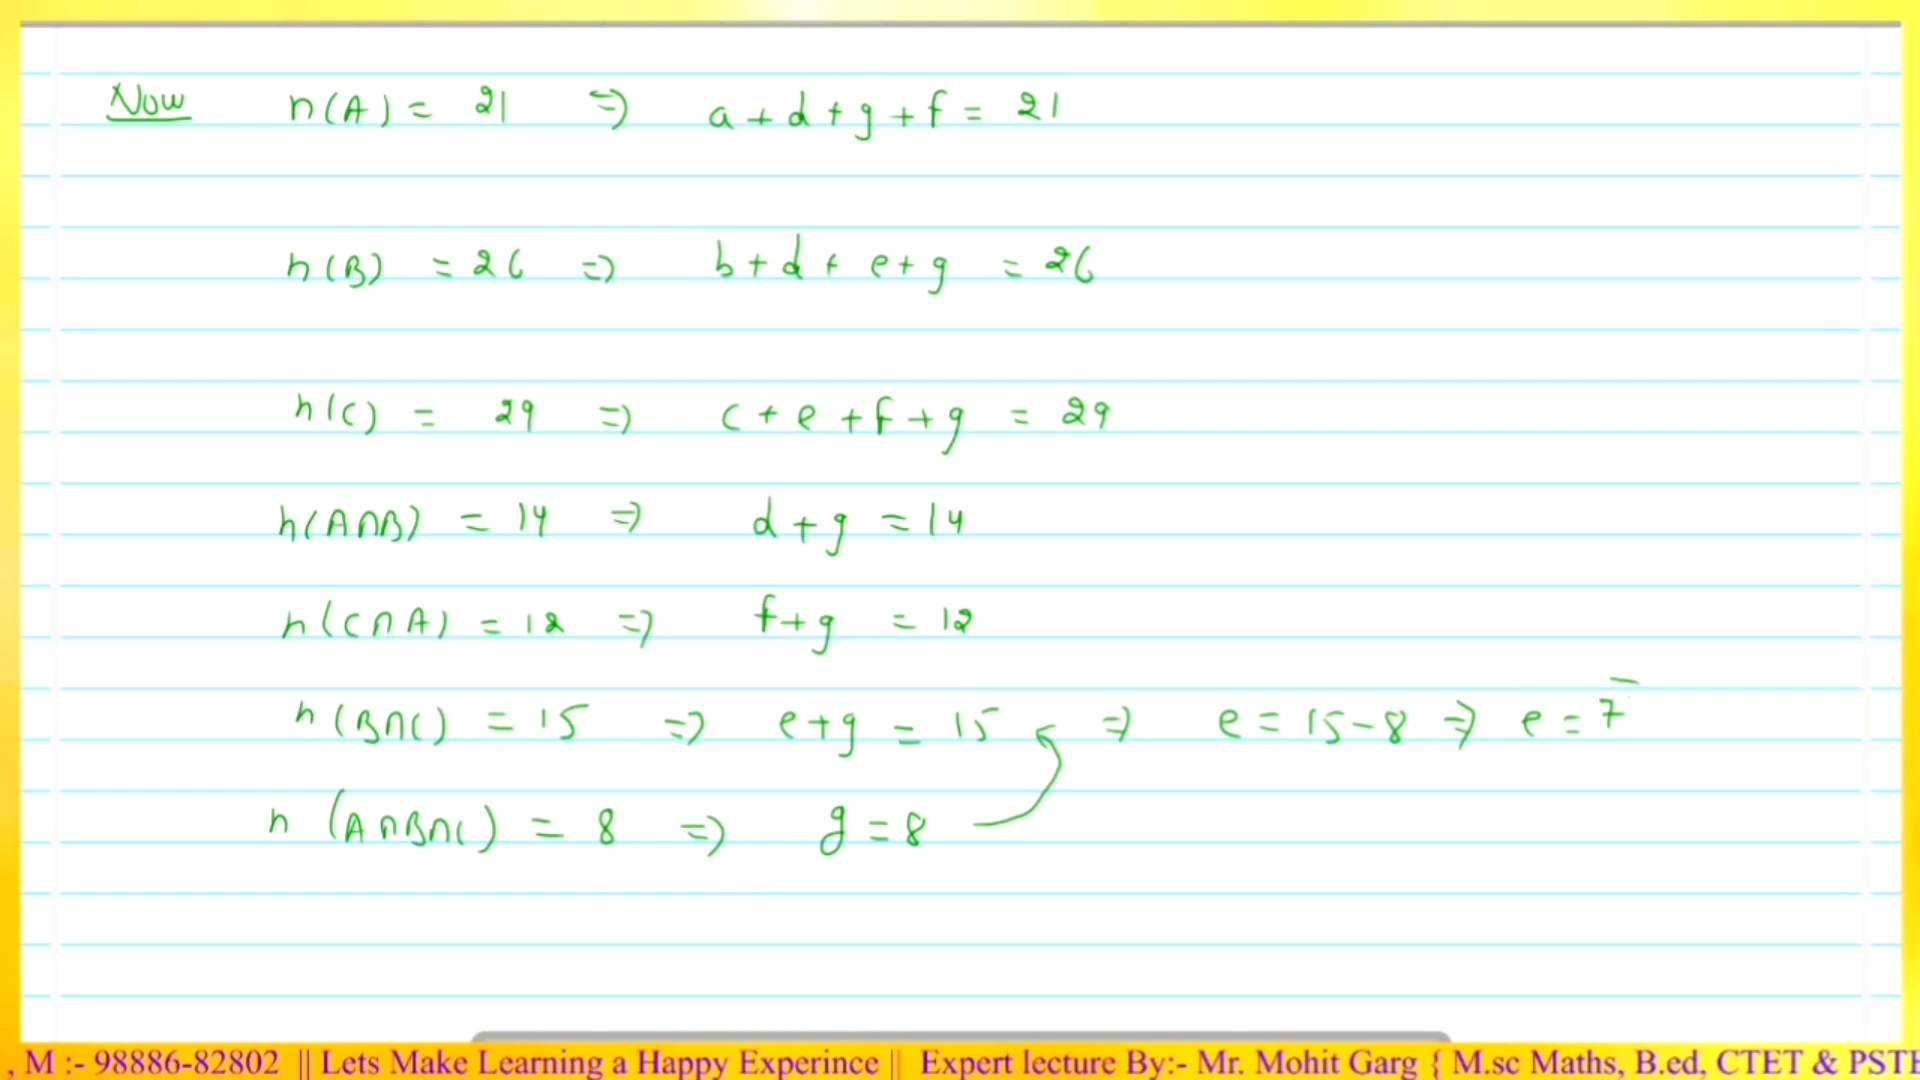 Now n(A) = 21 ⇒ a + d + g + f = 21
n(B) = 26 ⇒ b + d + e + g = 26
n(C) = 29 ⇒ c + e + f + g = 29
n(A∩B) = 14 ⇒ d + g = 14
n(C∩A) = 12 ⇒ f + g = 12
n(B∩C) = 15 ⇒ e + g = 15 ⇒ e = 15 - 8 ⇒ e = 7
n(A∩B∩C) = 8 ⇒ g = 8
, M :- 98886-82802 || Lets Make Learning a Happy Experince || Expert lecture By:- Mr. Mohit Garg { M.sc Maths, B.ed, CTET & PSTE